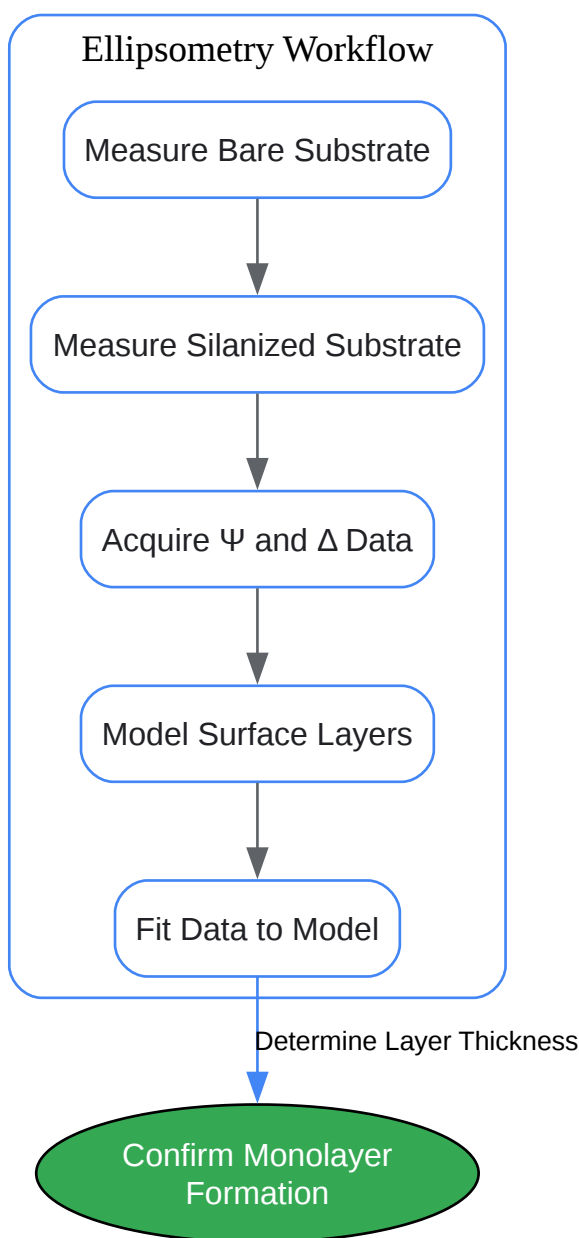 Ellipsometry Workflow
Measure Bare Substrate
Measure Silanized Substrate
Acquire Ψ and Δ Data
Model Surface Layers
Fit Data to Model
Determine Layer Thickness
Confirm Monolayer
Formation